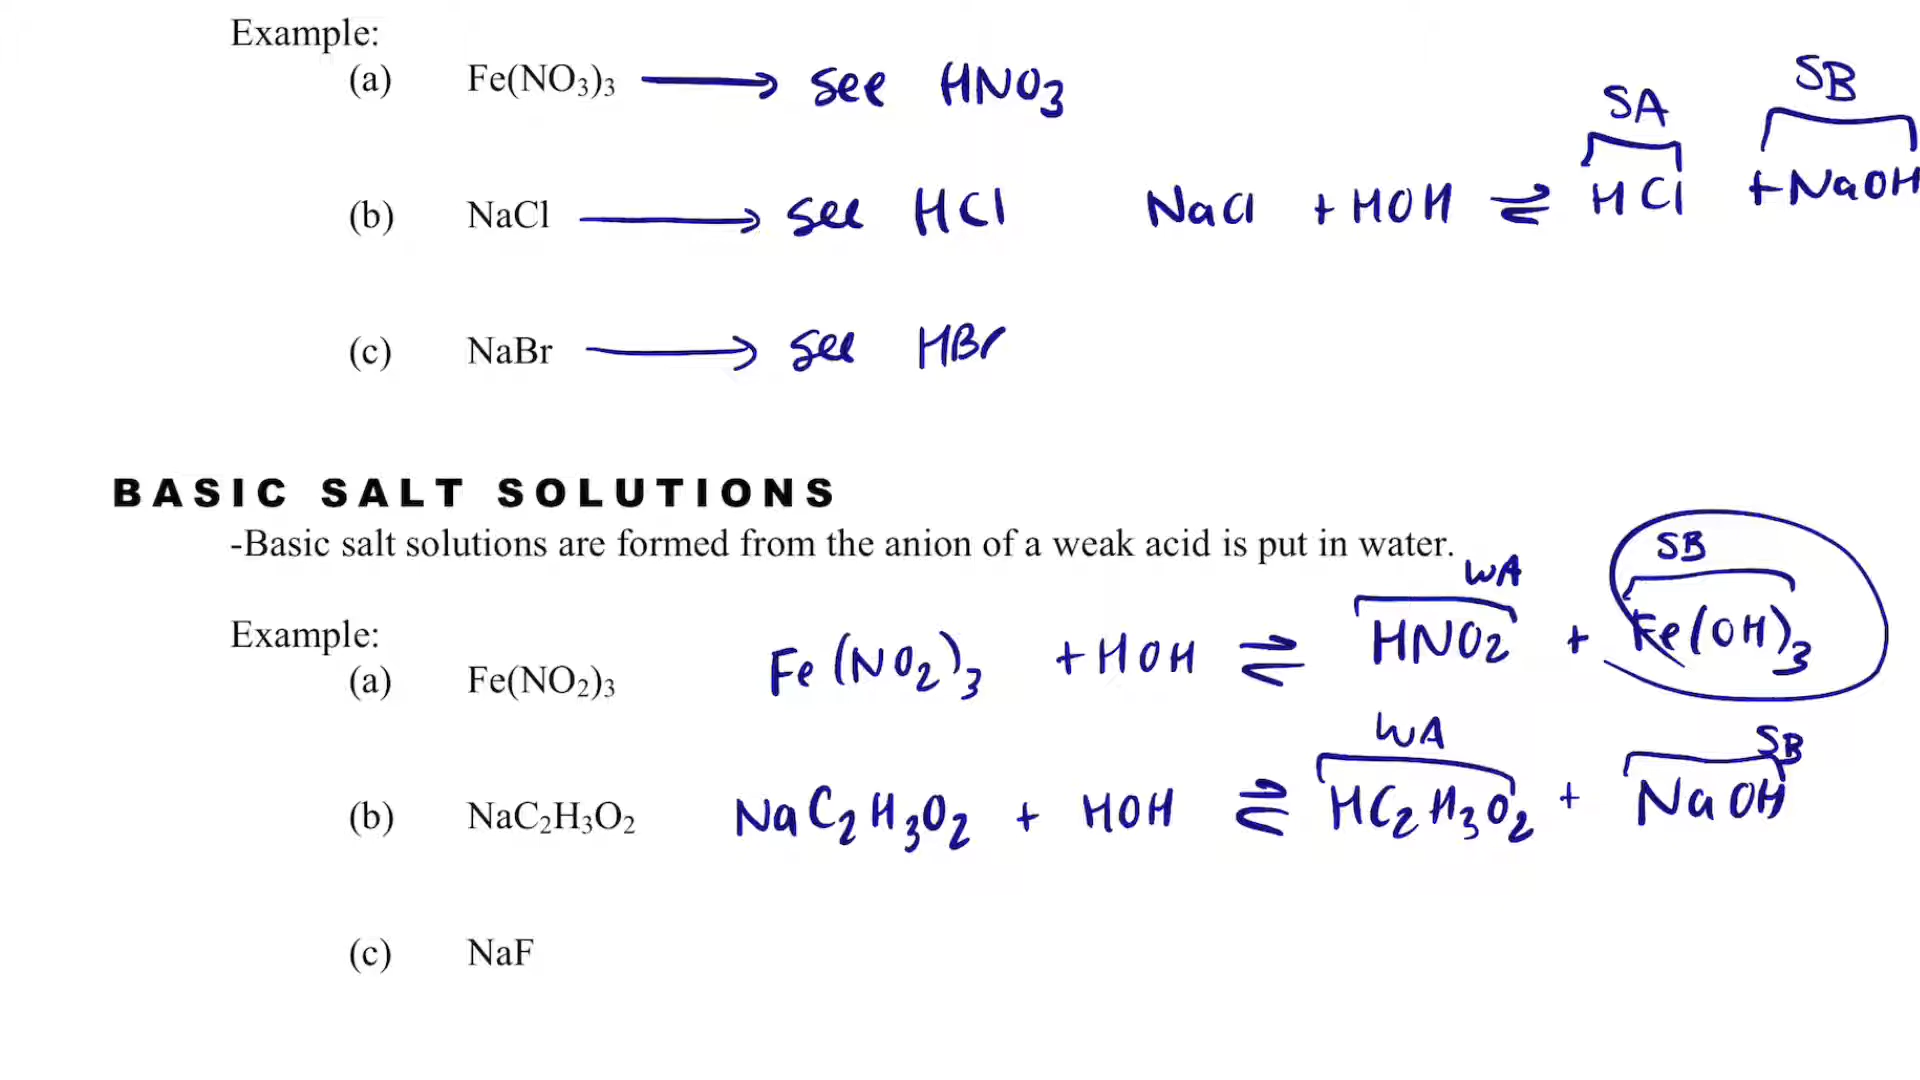 Example:
(a) Fe(NO₃)₃ → see HNO₃
SA SB
(b) NaCl → see HCl NaCl + HOH ⇌ HCl + NaOH
(c) NaBr → see HBr
BASIC SALT SOLUTIONS
-Basic salt solutions are formed from the anion of a weak acid is put in water.
WA SB
Example:
(a) Fe(NO₂)₃ Fe(NO₂)₃ + HOH ⇌ HNO₂ + Fe(OH)₃
WA SB
(b) NaC₂H₃O₂ NaC₂H₃O₂ + HOH ⇌ HC₂H₃O₂ + NaOH
(c) NaF